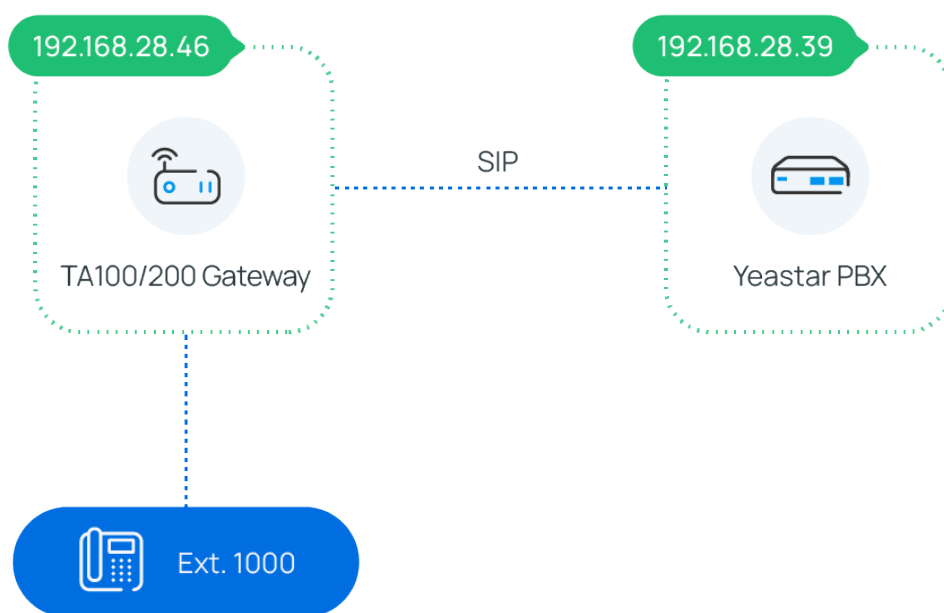 192.168.28.46
192.168.28.39
SIP
TA100/200 Gateway
Yeastar PBX
Ext. 1000